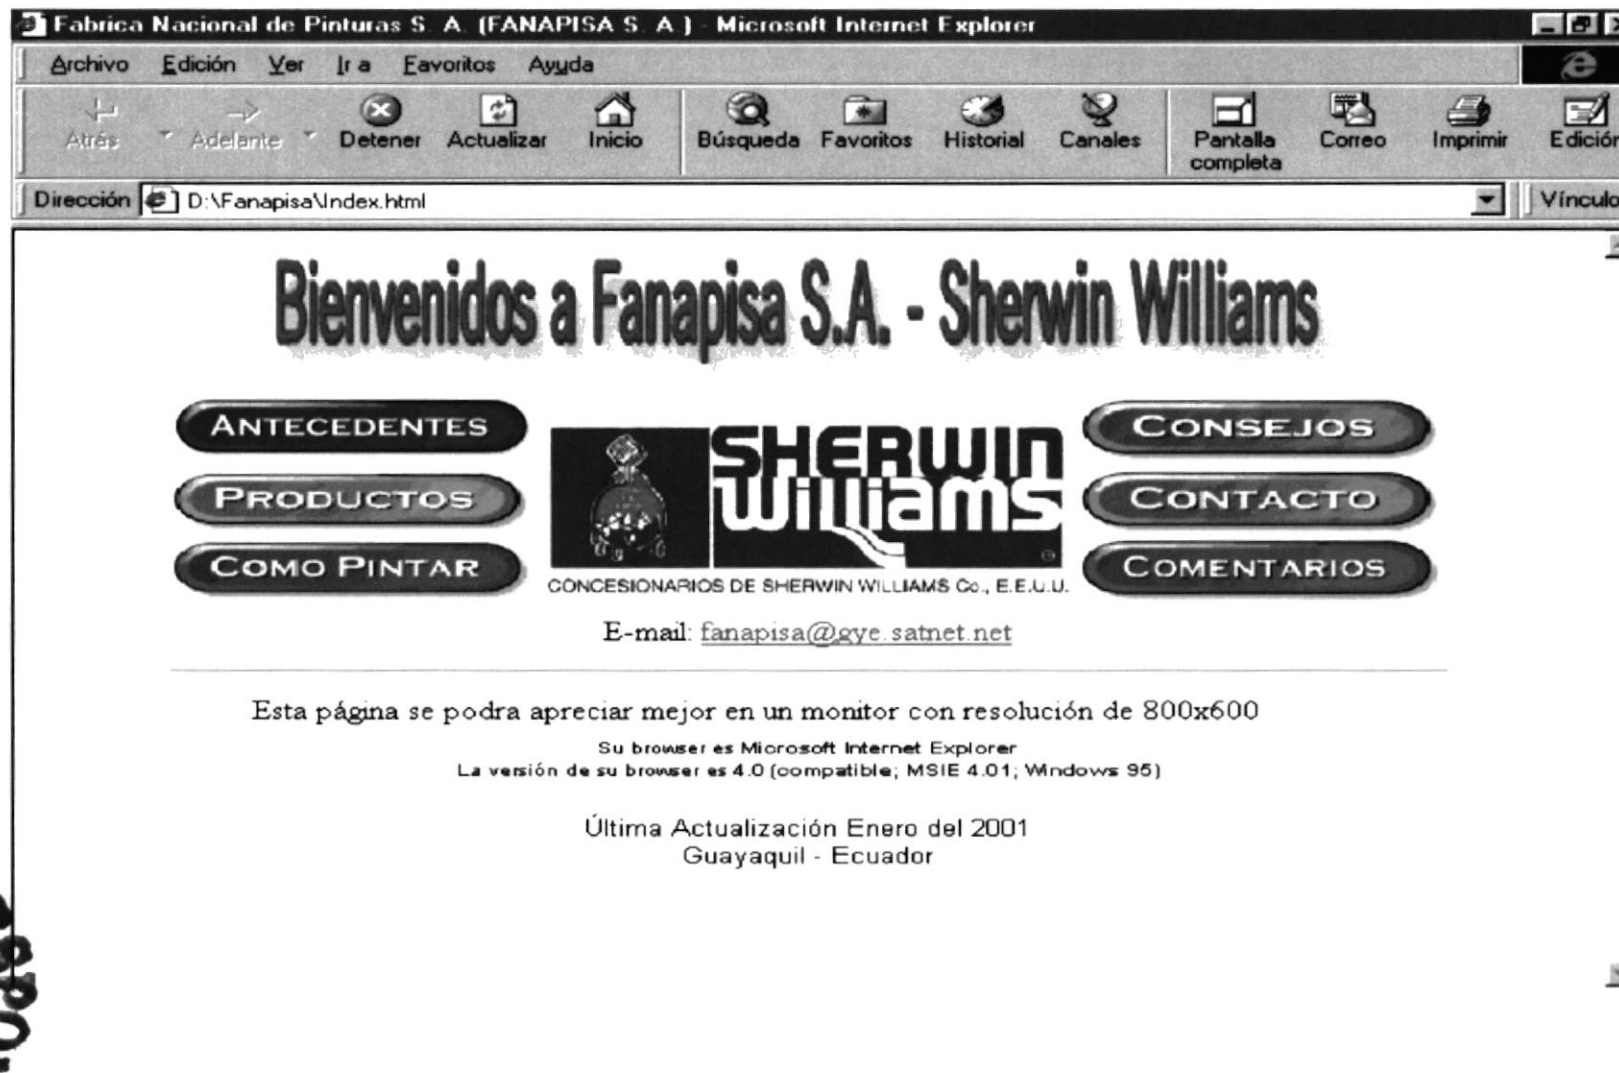 Fabrica Nacional de Pinturas S. A. (FANAPISA S. A.) - Microsoft Internet Explorer
Archivo Edición Ver Ir a Favoritos Ayuda
Atrás Adelante Detener Actualizar Inicio Búsqueda Favoritos Historial Canales Pantalla completa Correo Imprimir Edición
Dirección D:\Fanapisa\Index.html Vínculo
Bienvenidos a Fanapisa S.A. - Sherwin Williams
ANTECEDENTES
PRODUCTOS
COMO PINTAR
SHERWIN
Williams
®
CONCESIONARIOS DE SHERWIN WILLIAMS Co., E.E.U.U.
CONSEJOS
CONTACTO
COMENTARIOS
E-mail: fanapisa@gye.satnet.net
Esta página se podra apreciar mejor en un monitor con resolución de 800x600
Su browser es Microsoft Internet Explorer
La versión de su browser es 4.0 (compatible; MSIE 4.01; Windows 95)
Última Actualización Enero del 2001
Guayaquil - Ecuador